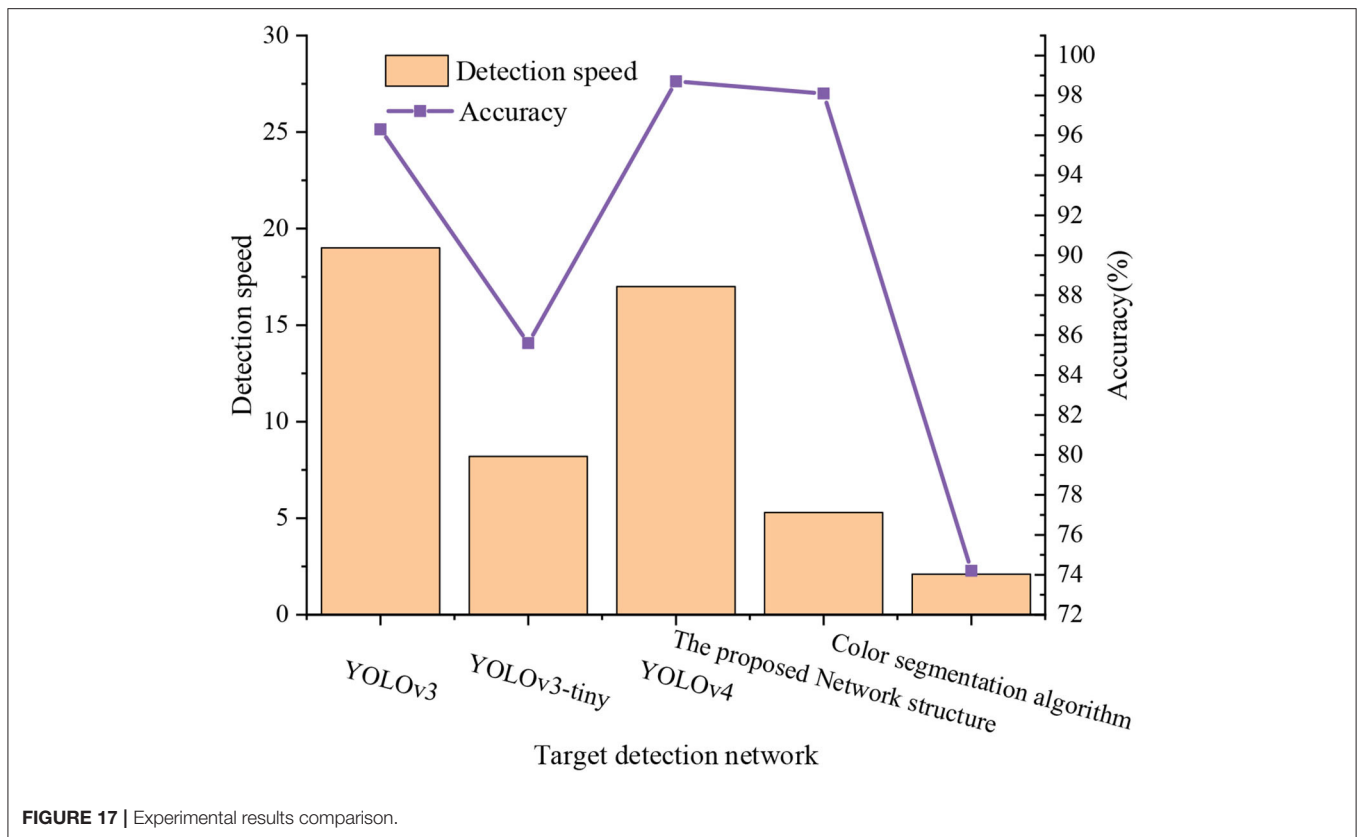 30
25
20
15
10
5
0
Detection speed
Detection speed
Accuracy
100
98
96
94
92
90
88
86
84
82
80
78
76
74
72
Accuracy(%)
YOLOv3
YOLOv3-tiny
YOLOv4
The proposed Network structure
Color segmentation algorithm
Target detection network
FIGURE 17 | Experimental results comparison.